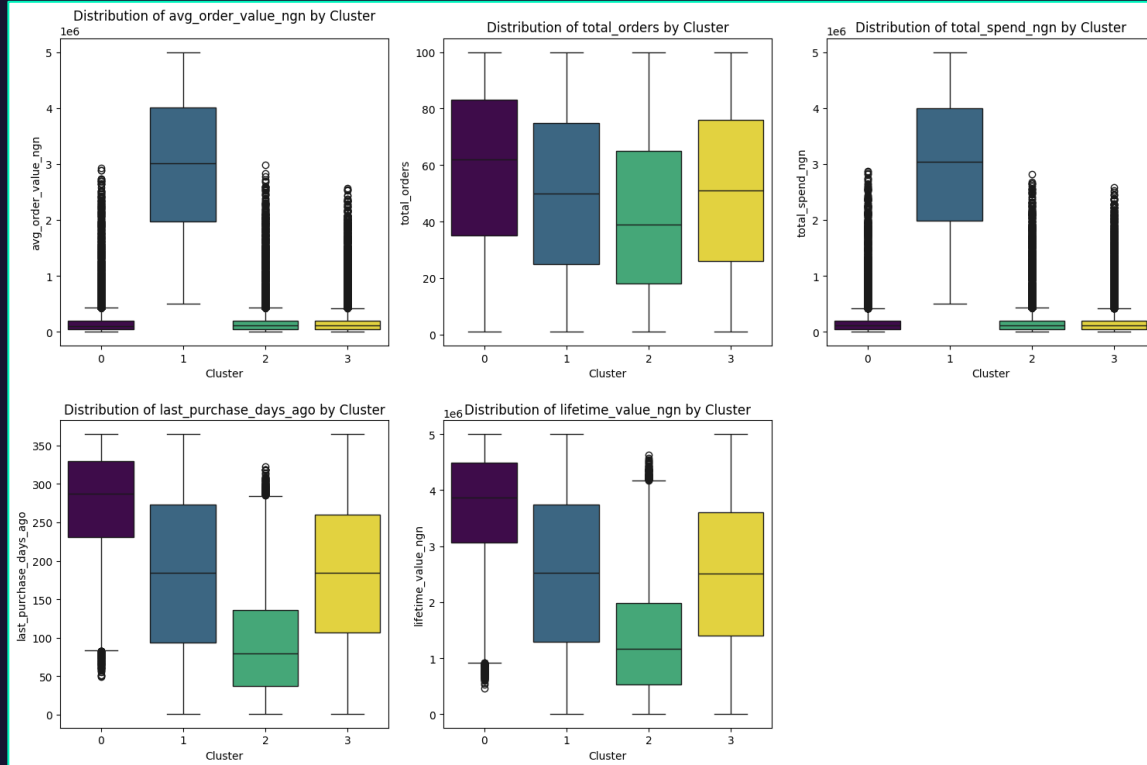 Distribution of avg_order_value_ngn by Cluster
1e6
5
4
3
2
1
0
avg_order_value_ngn
0 1 2 3
Cluster
Distribution of total_orders by Cluster
100
80
60
40
20
0
total_orders
0 1 2 3
Cluster
Distribution of total_spend_ngn by Cluster
1e6
5
4
3
2
1
0
total_spend_ngn
0 1 2 3
Cluster
Distribution of last_purchase_days_ago by Cluster
350
300
250
200
150
100
50
0
last_purchase_days_ago
0 1 2 3
Cluster
Distribution of lifetime_value_ngn by Cluster
1e6
5
4
3
2
1
0
lifetime_value_ngn
0 1 2 3
Cluster